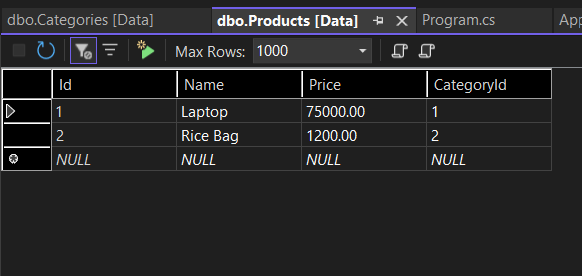 dbo.Categories [Data] dbo.Products [Data] Program.cs
Max Rows: 1000
Id Name Price CategoryId
1 Laptop 75000.00 1
2 Rice Bag 1200.00 2
NULL NULL NULL NULL